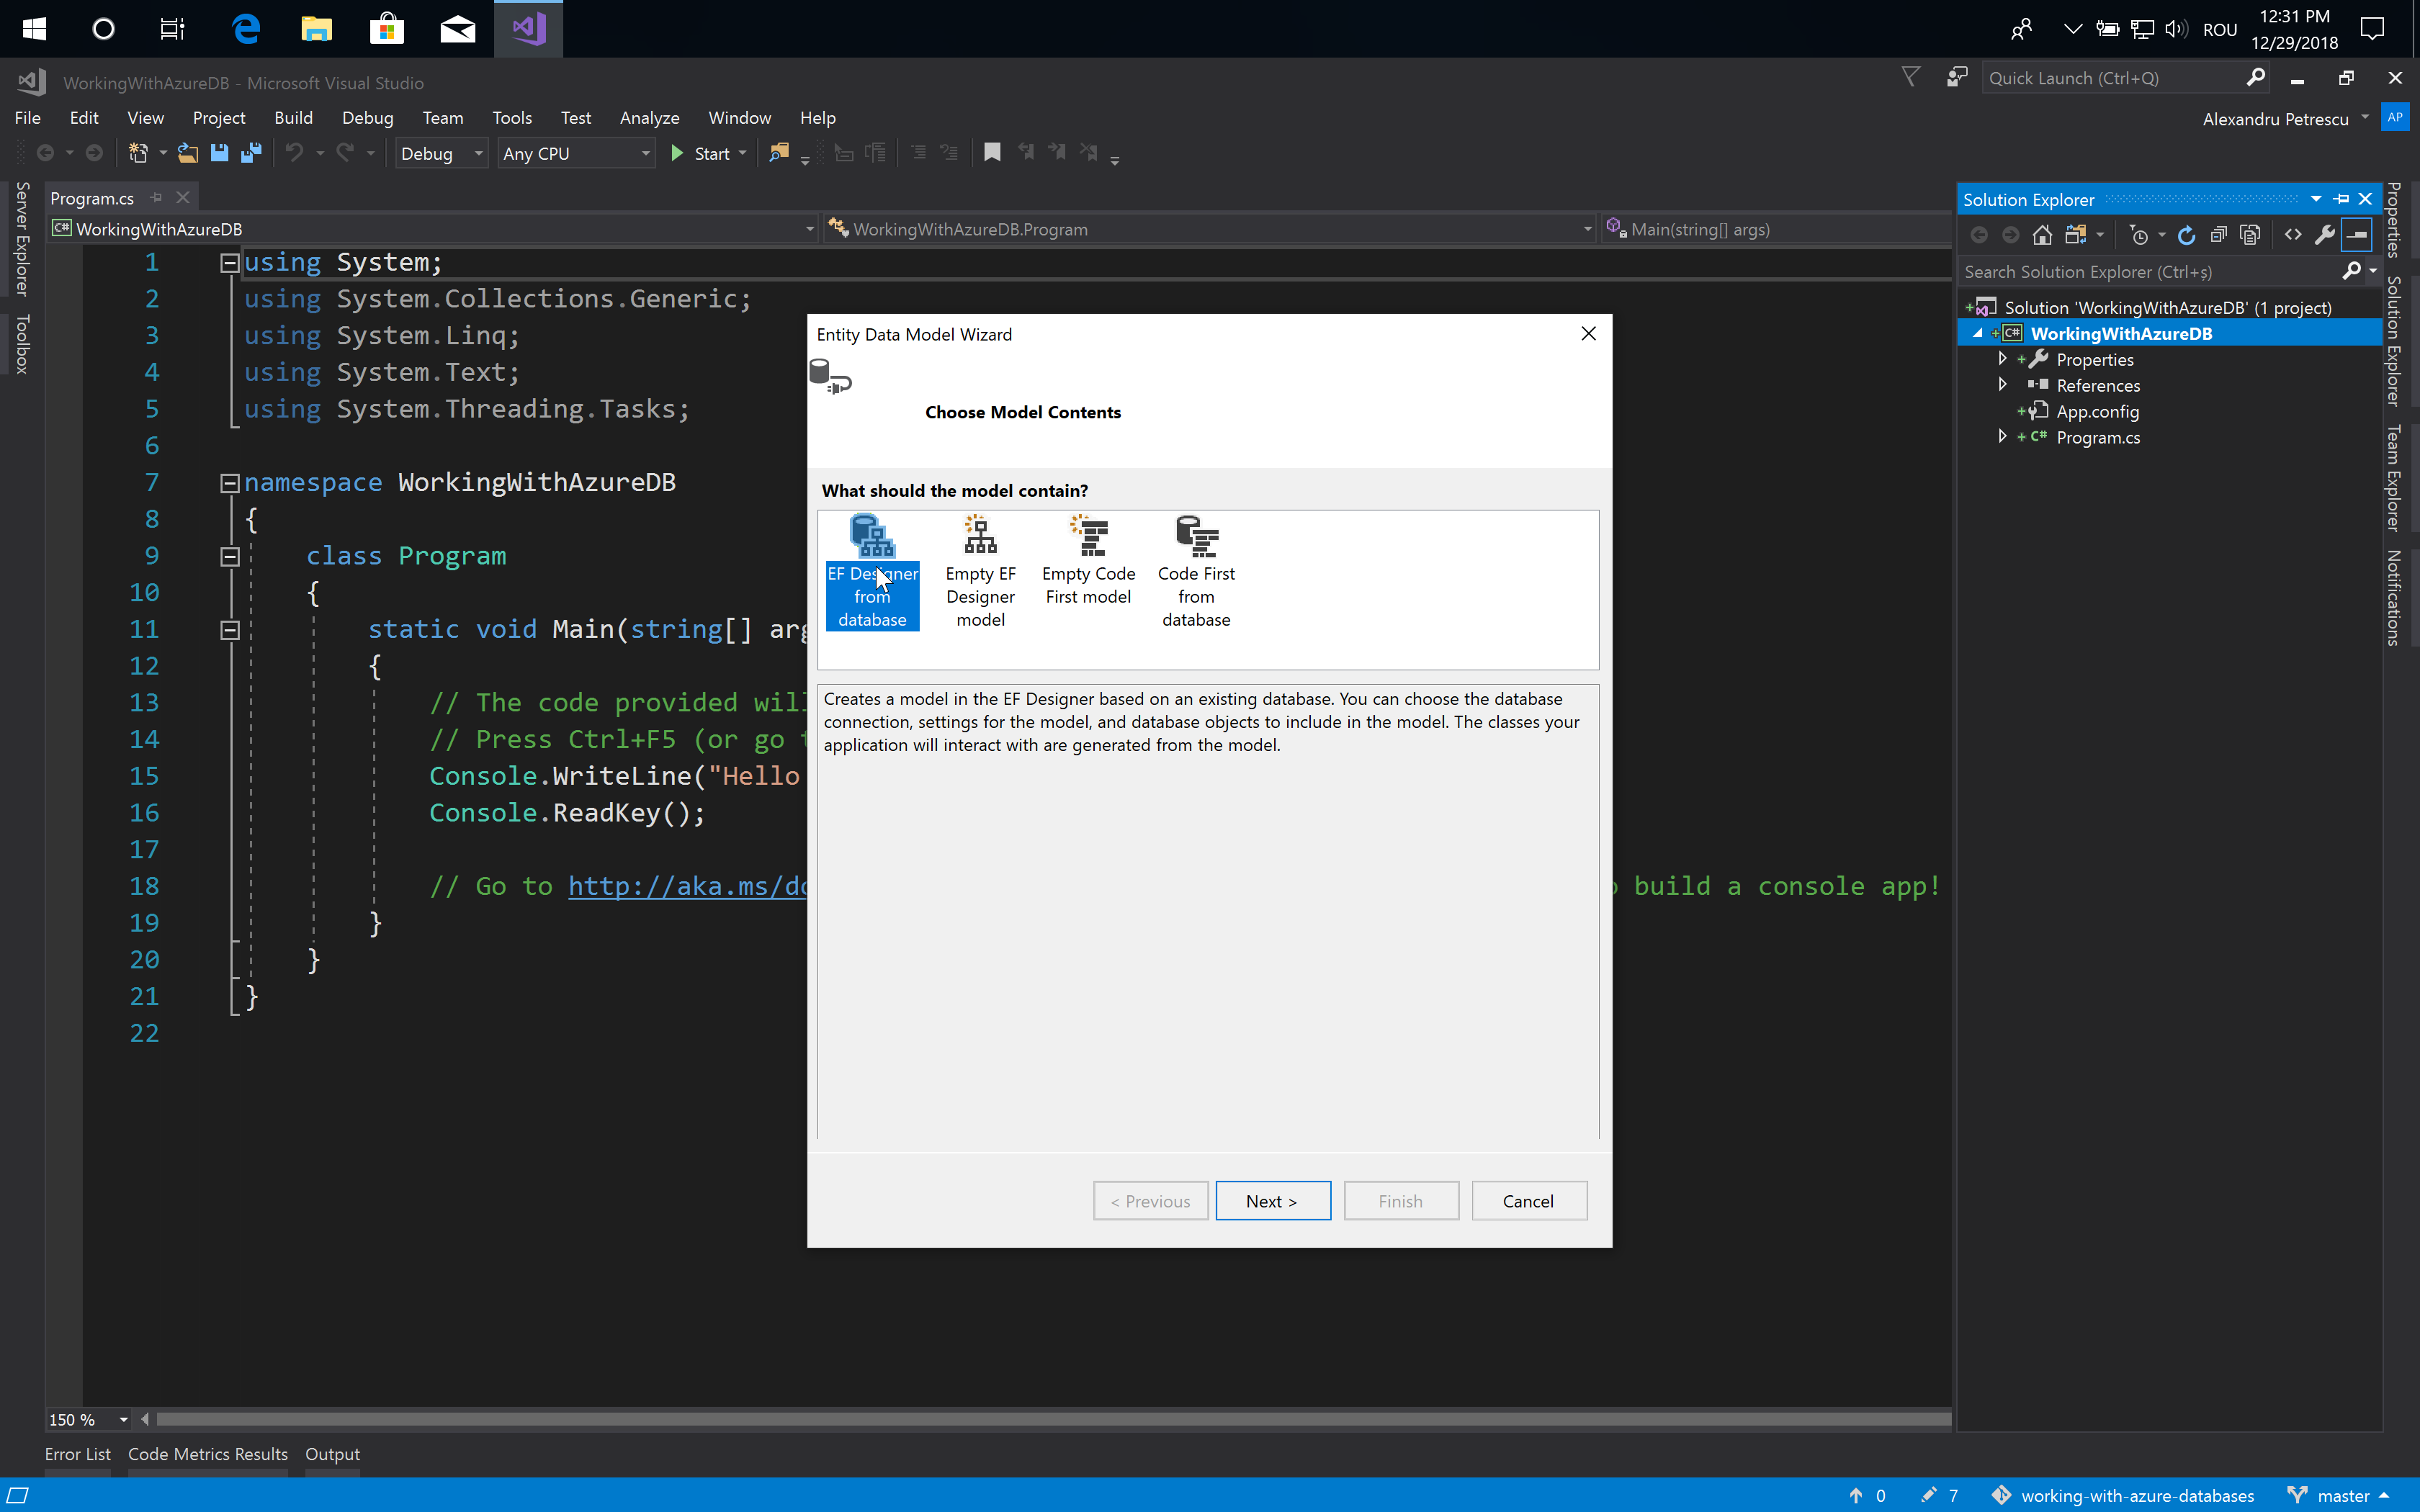 ROU
12:31 PM
12/29/2018
WorkingWithAzureDB - Microsoft Visual Studio
Quick Launch (Ctrl+Q)
File Edit View Project Build Debug Team Tools Test Analyze Window Help
Alexandru Petrescu
AP
Debug Any CPU Start
Server Explorer
Toolbox
Program.cs
WorkingWithAzureDB WorkingWithAzureDB.Program Main(string[] args)
1 using System;
2 using System.Collections.Generic;
3 using System.Linq;
4 using System.Text;
5 using System.Threading.Tasks;
6
7 namespace WorkingWithAzureDB
8 {
9 class Program
10 {
11 static void Main(string[]
12 {
13 // The code provided
14 // Press Ctrl+F5 (or go
15 Console.WriteLine("Hello
16 Console.ReadKey();
17
18 // Go to http://aka.ms/ build a console app!
19 }
20 }
21 }
22
Entity Data Model Wizard
Choose Model Contents
What should the model contain?
EF Designer
from
database
Empty EF
Designer
model
Empty Code
First model
Code First
from
database
Creates a model in the EF Designer based on an existing database. You can choose the database
connection, settings for the model, and database objects to include in the model. The classes your
application will interact with are generated from the model.
< Previous Next > Finish Cancel
Solution Explorer
Search Solution Explorer (Ctrl+ș)
Solution 'WorkingWithAzureDB' (1 project)
WorkingWithAzureDB
Properties
References
App.config
C# Program.cs
Properties
Solution Explorer
Team Explorer
Notifications
150 %
Error List Code Metrics Results Output
0 7 working-with-azure-databases master